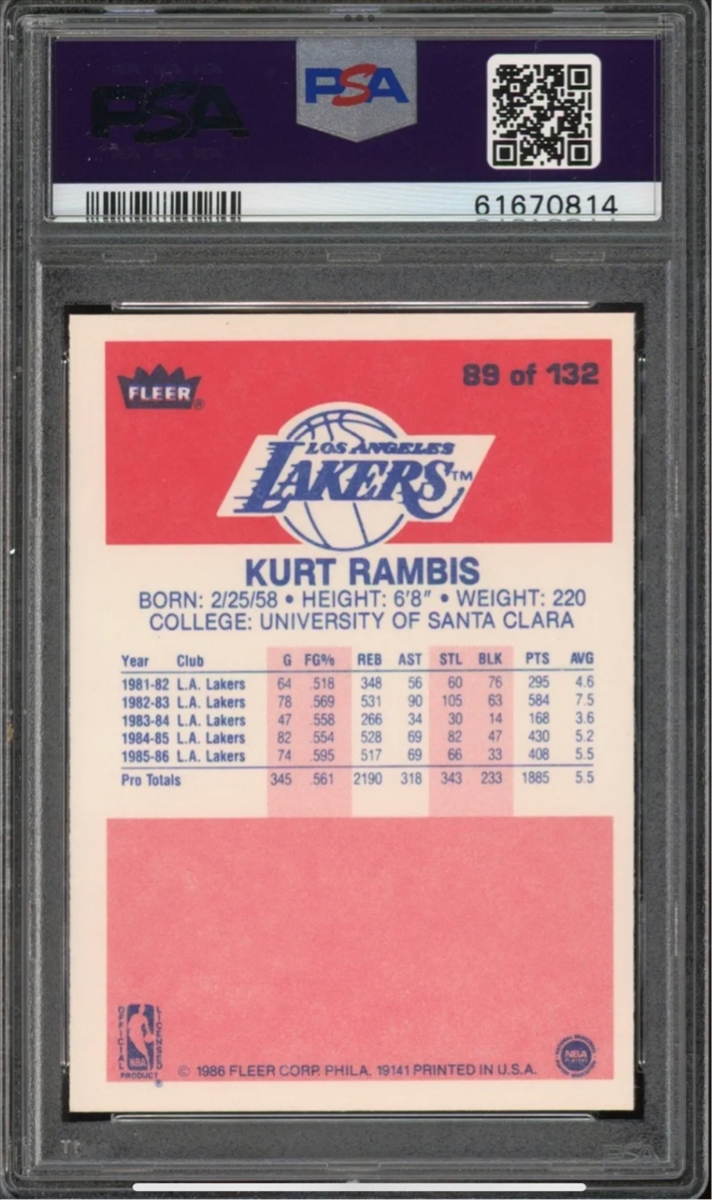 PSA
PSA
61670814
FLEER®
89 of 132
LOS ANGELES
LAKERS™
KURT RAMBIS
BORN: 2/25/58 • HEIGHT: 6'8" • WEIGHT: 220
COLLEGE: UNIVERSITY OF SANTA CLARA
Year Club G FG% REB AST STL BLK PTS AVG
1981-82 L.A. Lakers 64 .518 348 56 60 76 295 4.6
1982-83 L.A. Lakers 78 .569 531 90 105 63 584 7.5
1983-84 L.A. Lakers 47 .558 266 34 30 14 168 3.6
1984-85 L.A. Lakers 82 .554 528 69 82 47 430 5.2
1985-86 L.A. Lakers 74 .595 517 69 66 33 408 5.5
Pro Totals 345 .561 2190 318 343 233 1885 5.5
OFFICIAL LICENSED
NBA
PRODUCT ®
© 1986 FLEER CORP. PHILA. 19141 PRINTED IN U.S.A.
NBA
PLAYERS
PSA